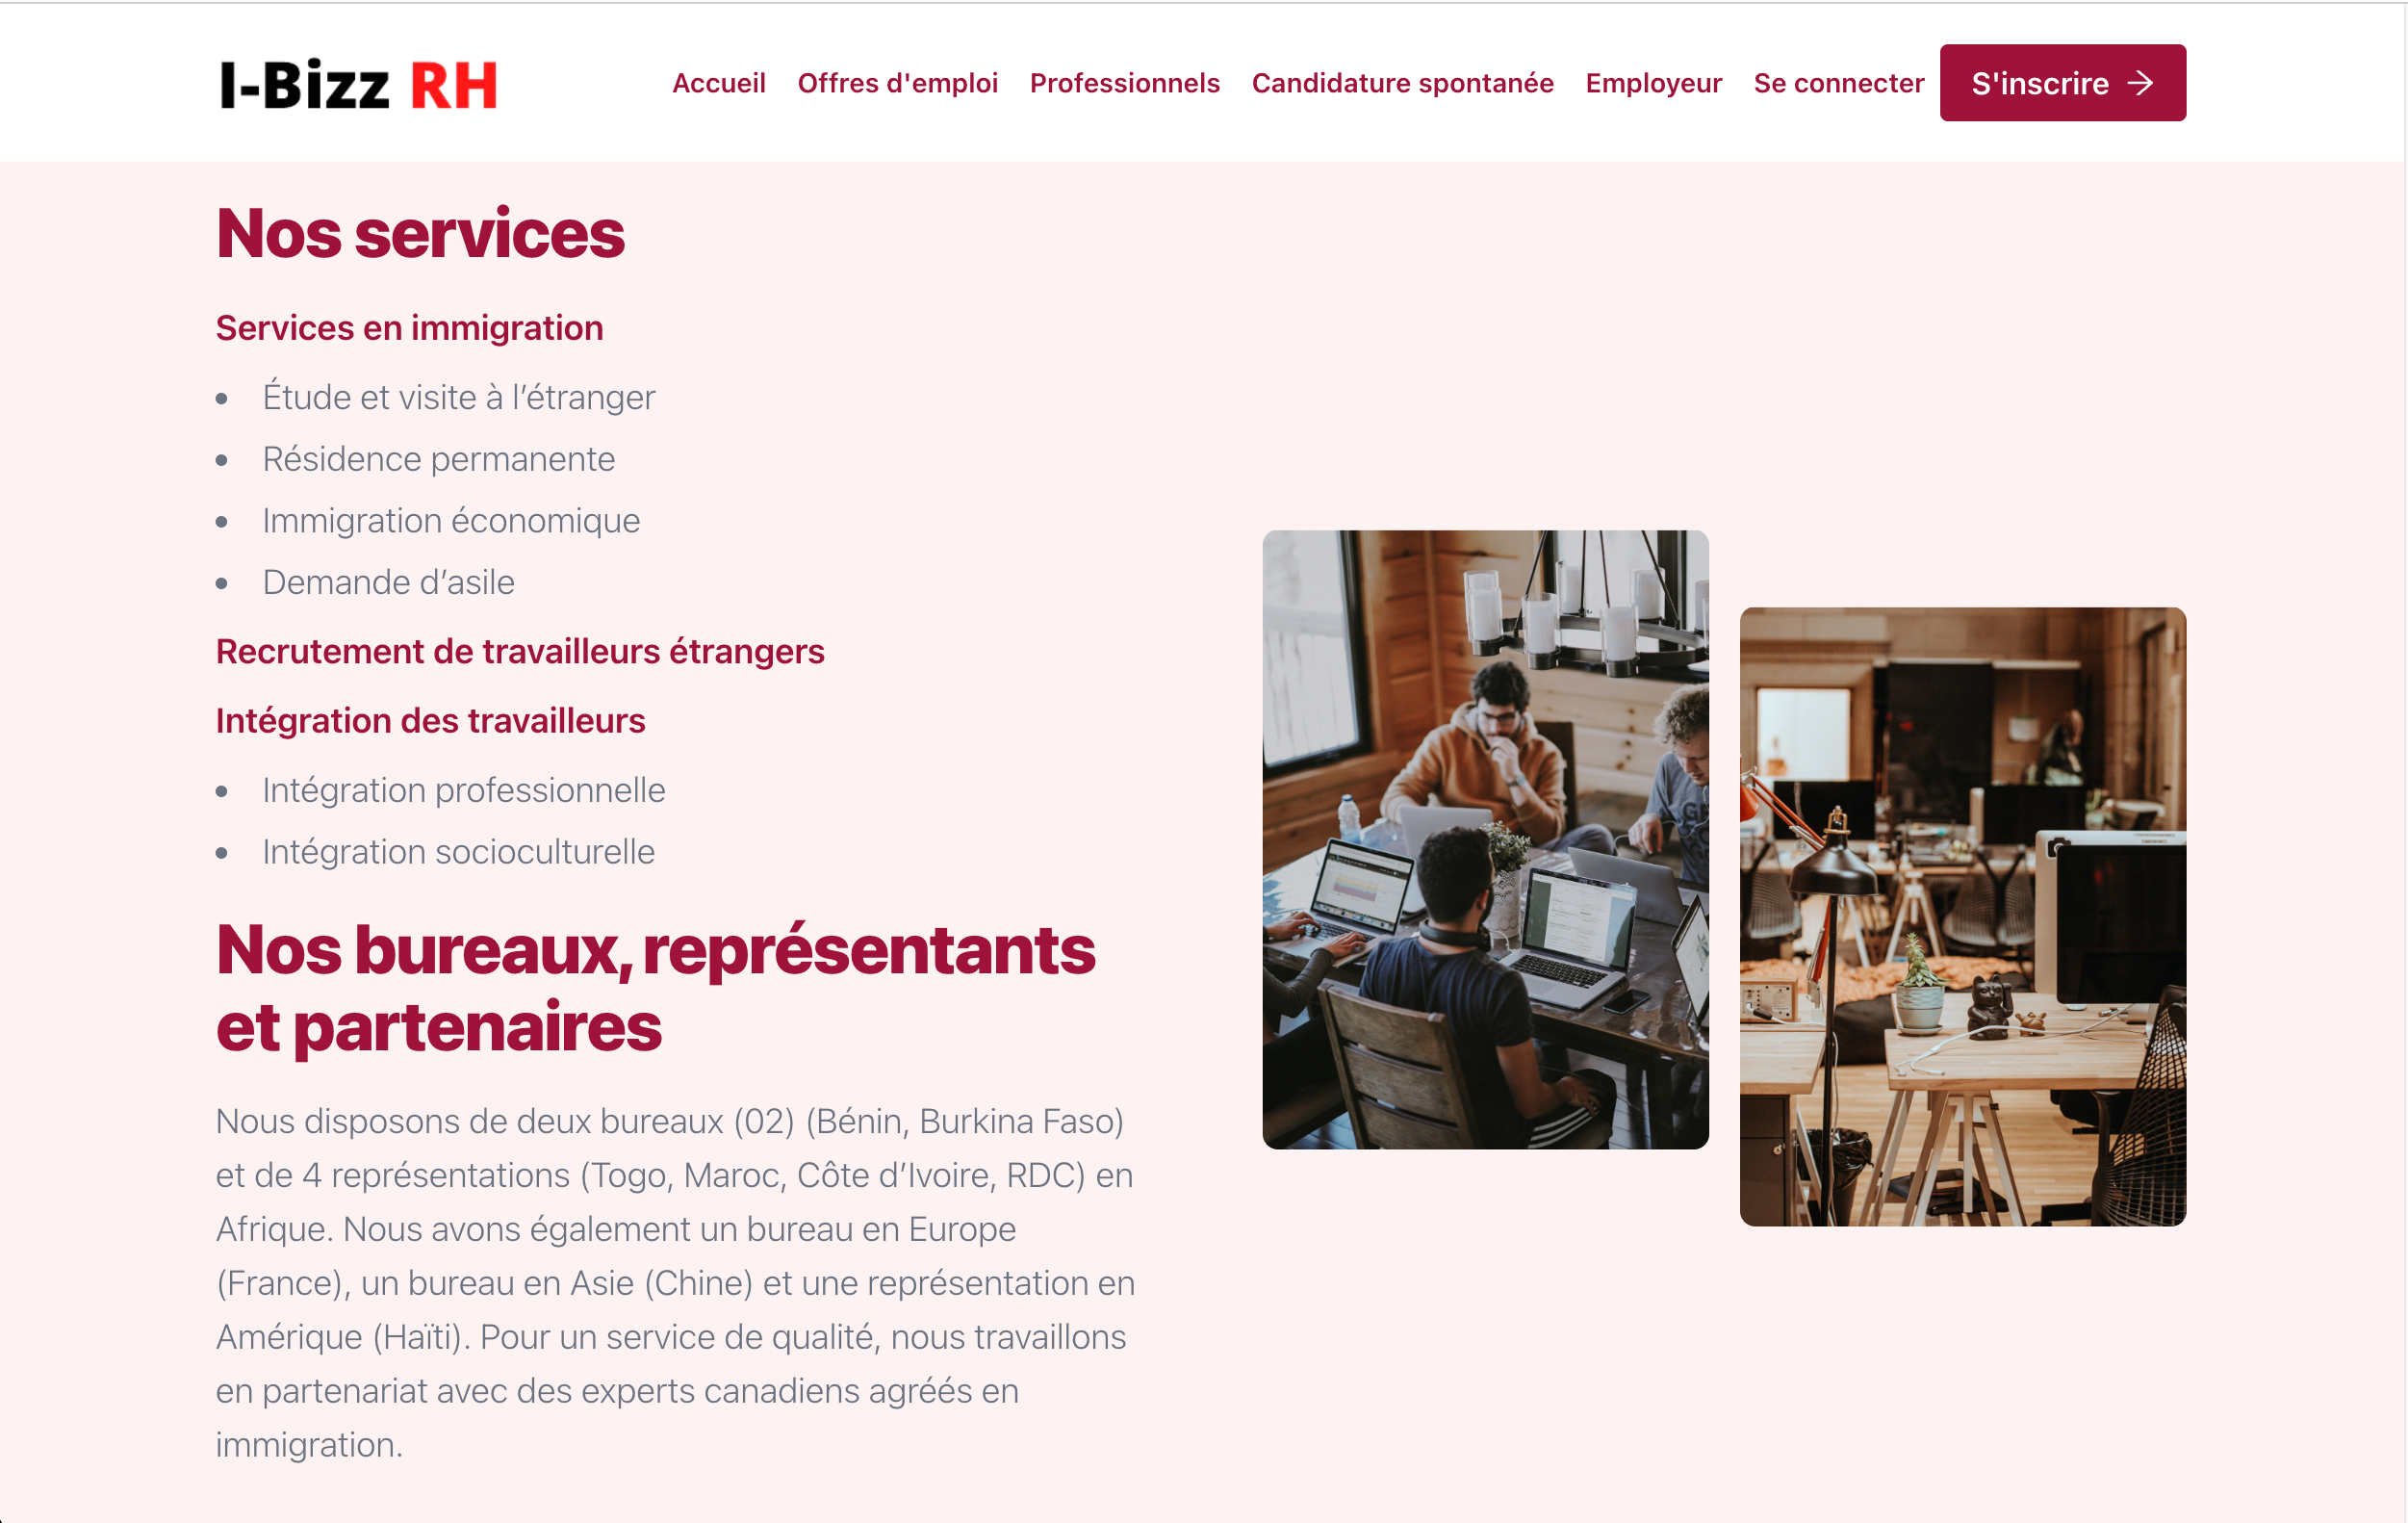 I-Bizz RH
Accueil
Offres d'emploi
Professionnels
Candidature spontanée
Employeur
Se connecter
S'inscrire
Nos services
Services en immigration
Étude et visite à l’étranger
Résidence permanente
Immigration économique
Demande d’asile
Recrutement de travailleurs étrangers
Intégration des travailleurs
Intégration professionnelle
Intégration socioculturelle
Nos bureaux, représentants
et partenaires
Nous disposons de deux bureaux (02) (Bénin, Burkina Faso)
et de 4 représentations (Togo, Maroc, Côte d’Ivoire, RDC) en
Afrique. Nous avons également un bureau en Europe
(France), un bureau en Asie (Chine) et une représentation en
Amérique (Haïti). Pour un service de qualité, nous travaillons
en partenariat avec des experts canadiens agréés en
immigration.